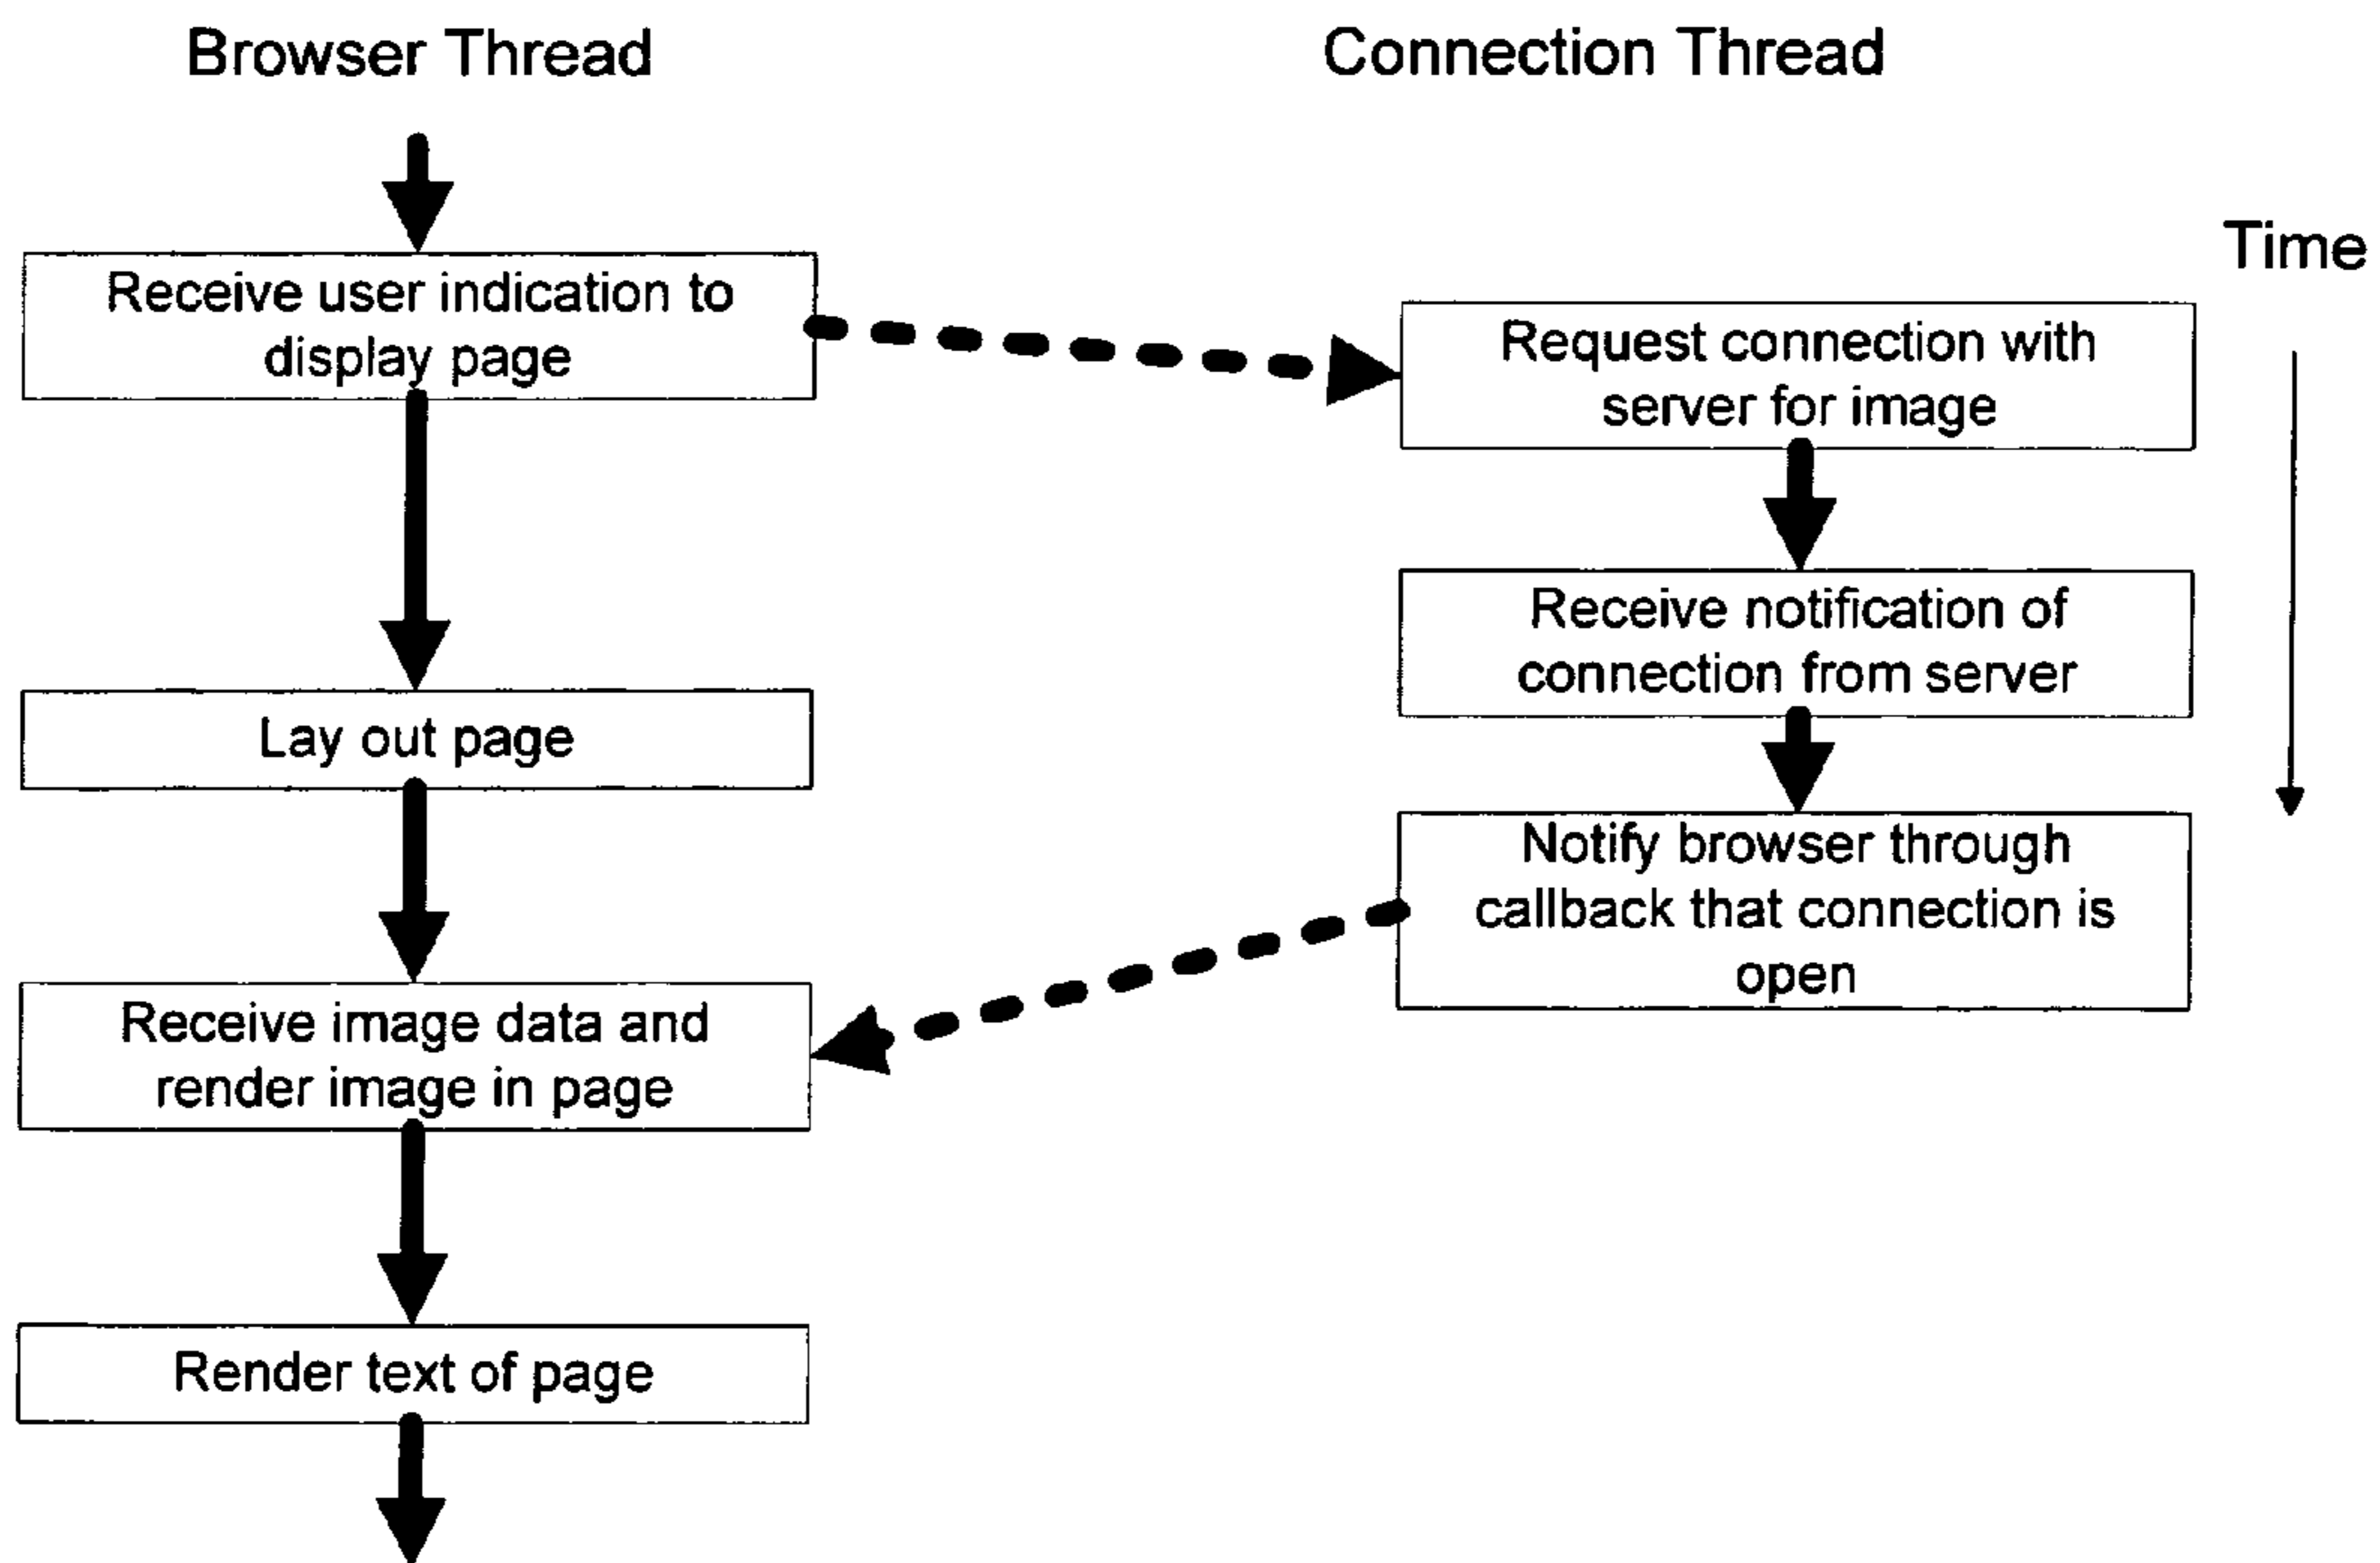 Browser Thread
Connection Thread
Time
Receive user indication to
display page
Request connection with
server for image
Receive notification of
connection from server
Lay out page
Notify browser through
callback that connection is
open
Receive image data and
render image in page
Render text of page